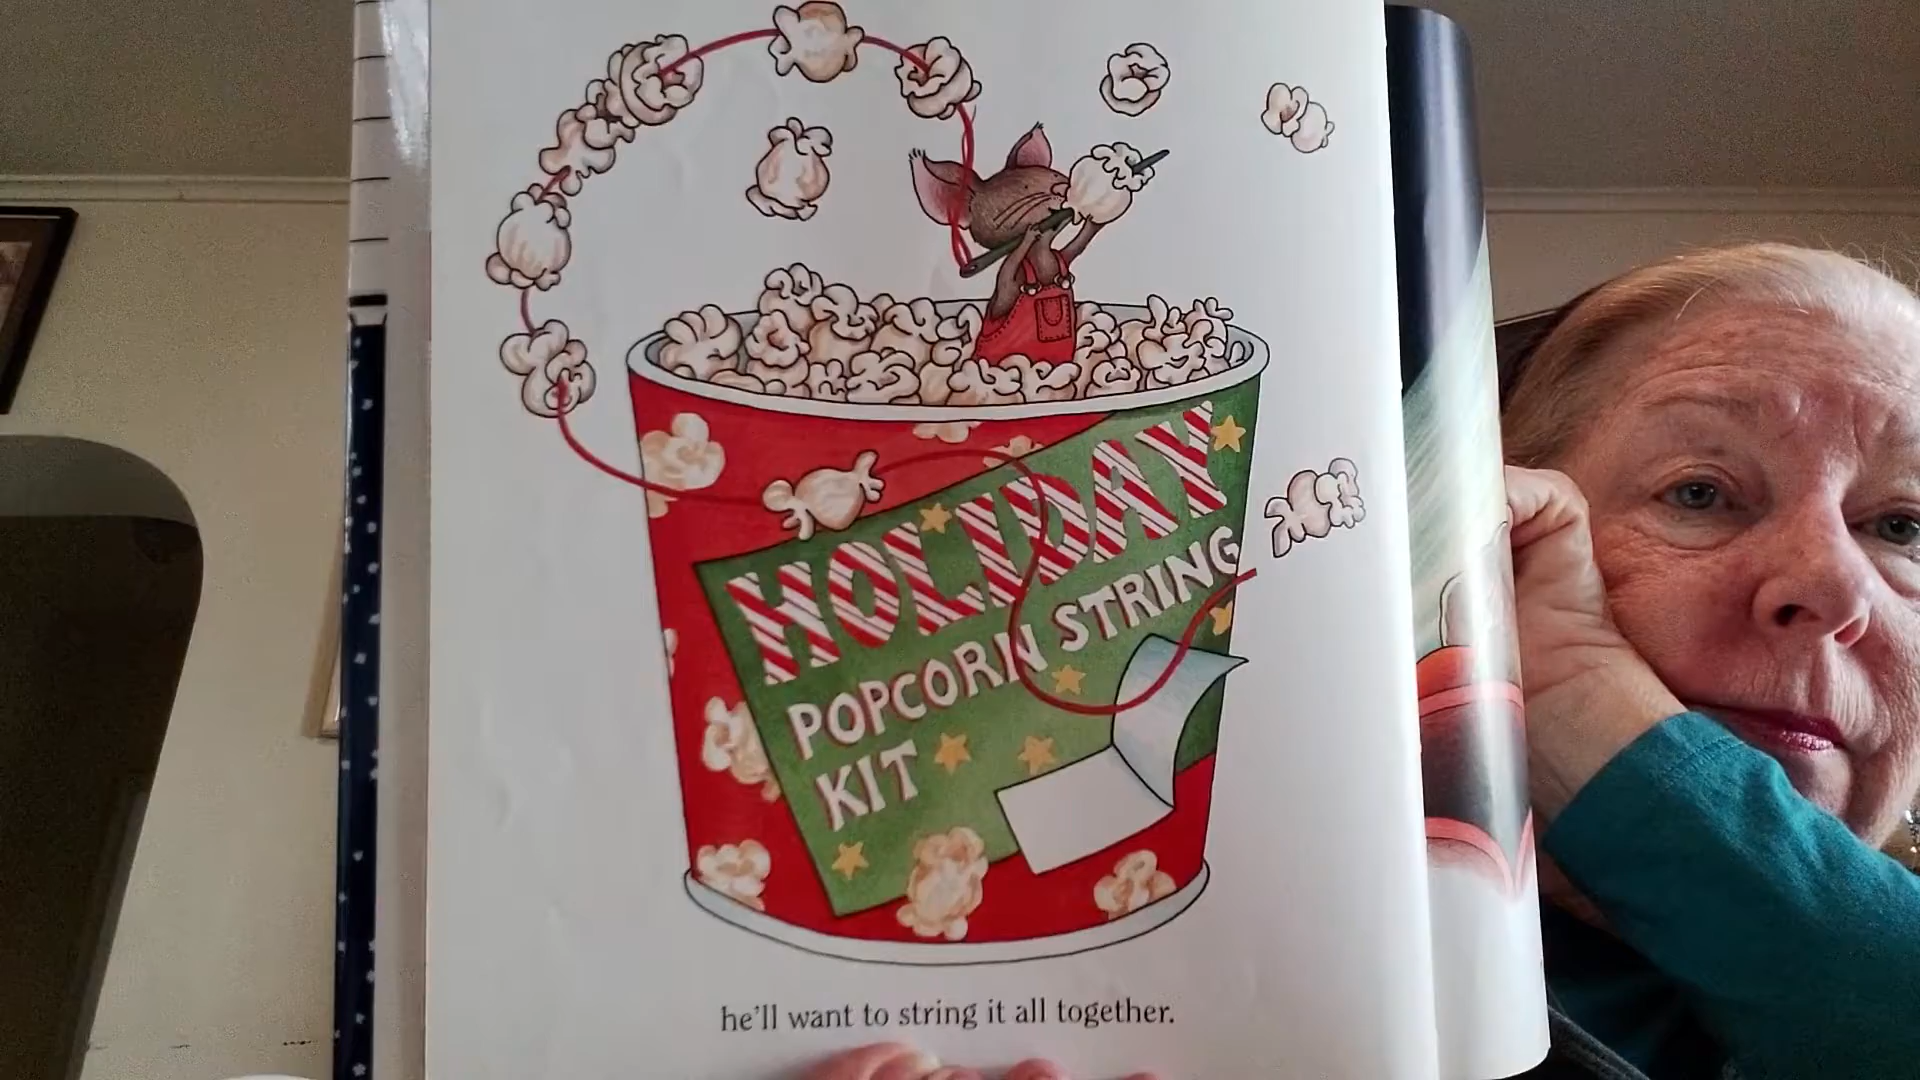 HOLIDAY
POPCORN STRING
KIT
he'll want to string it all together.